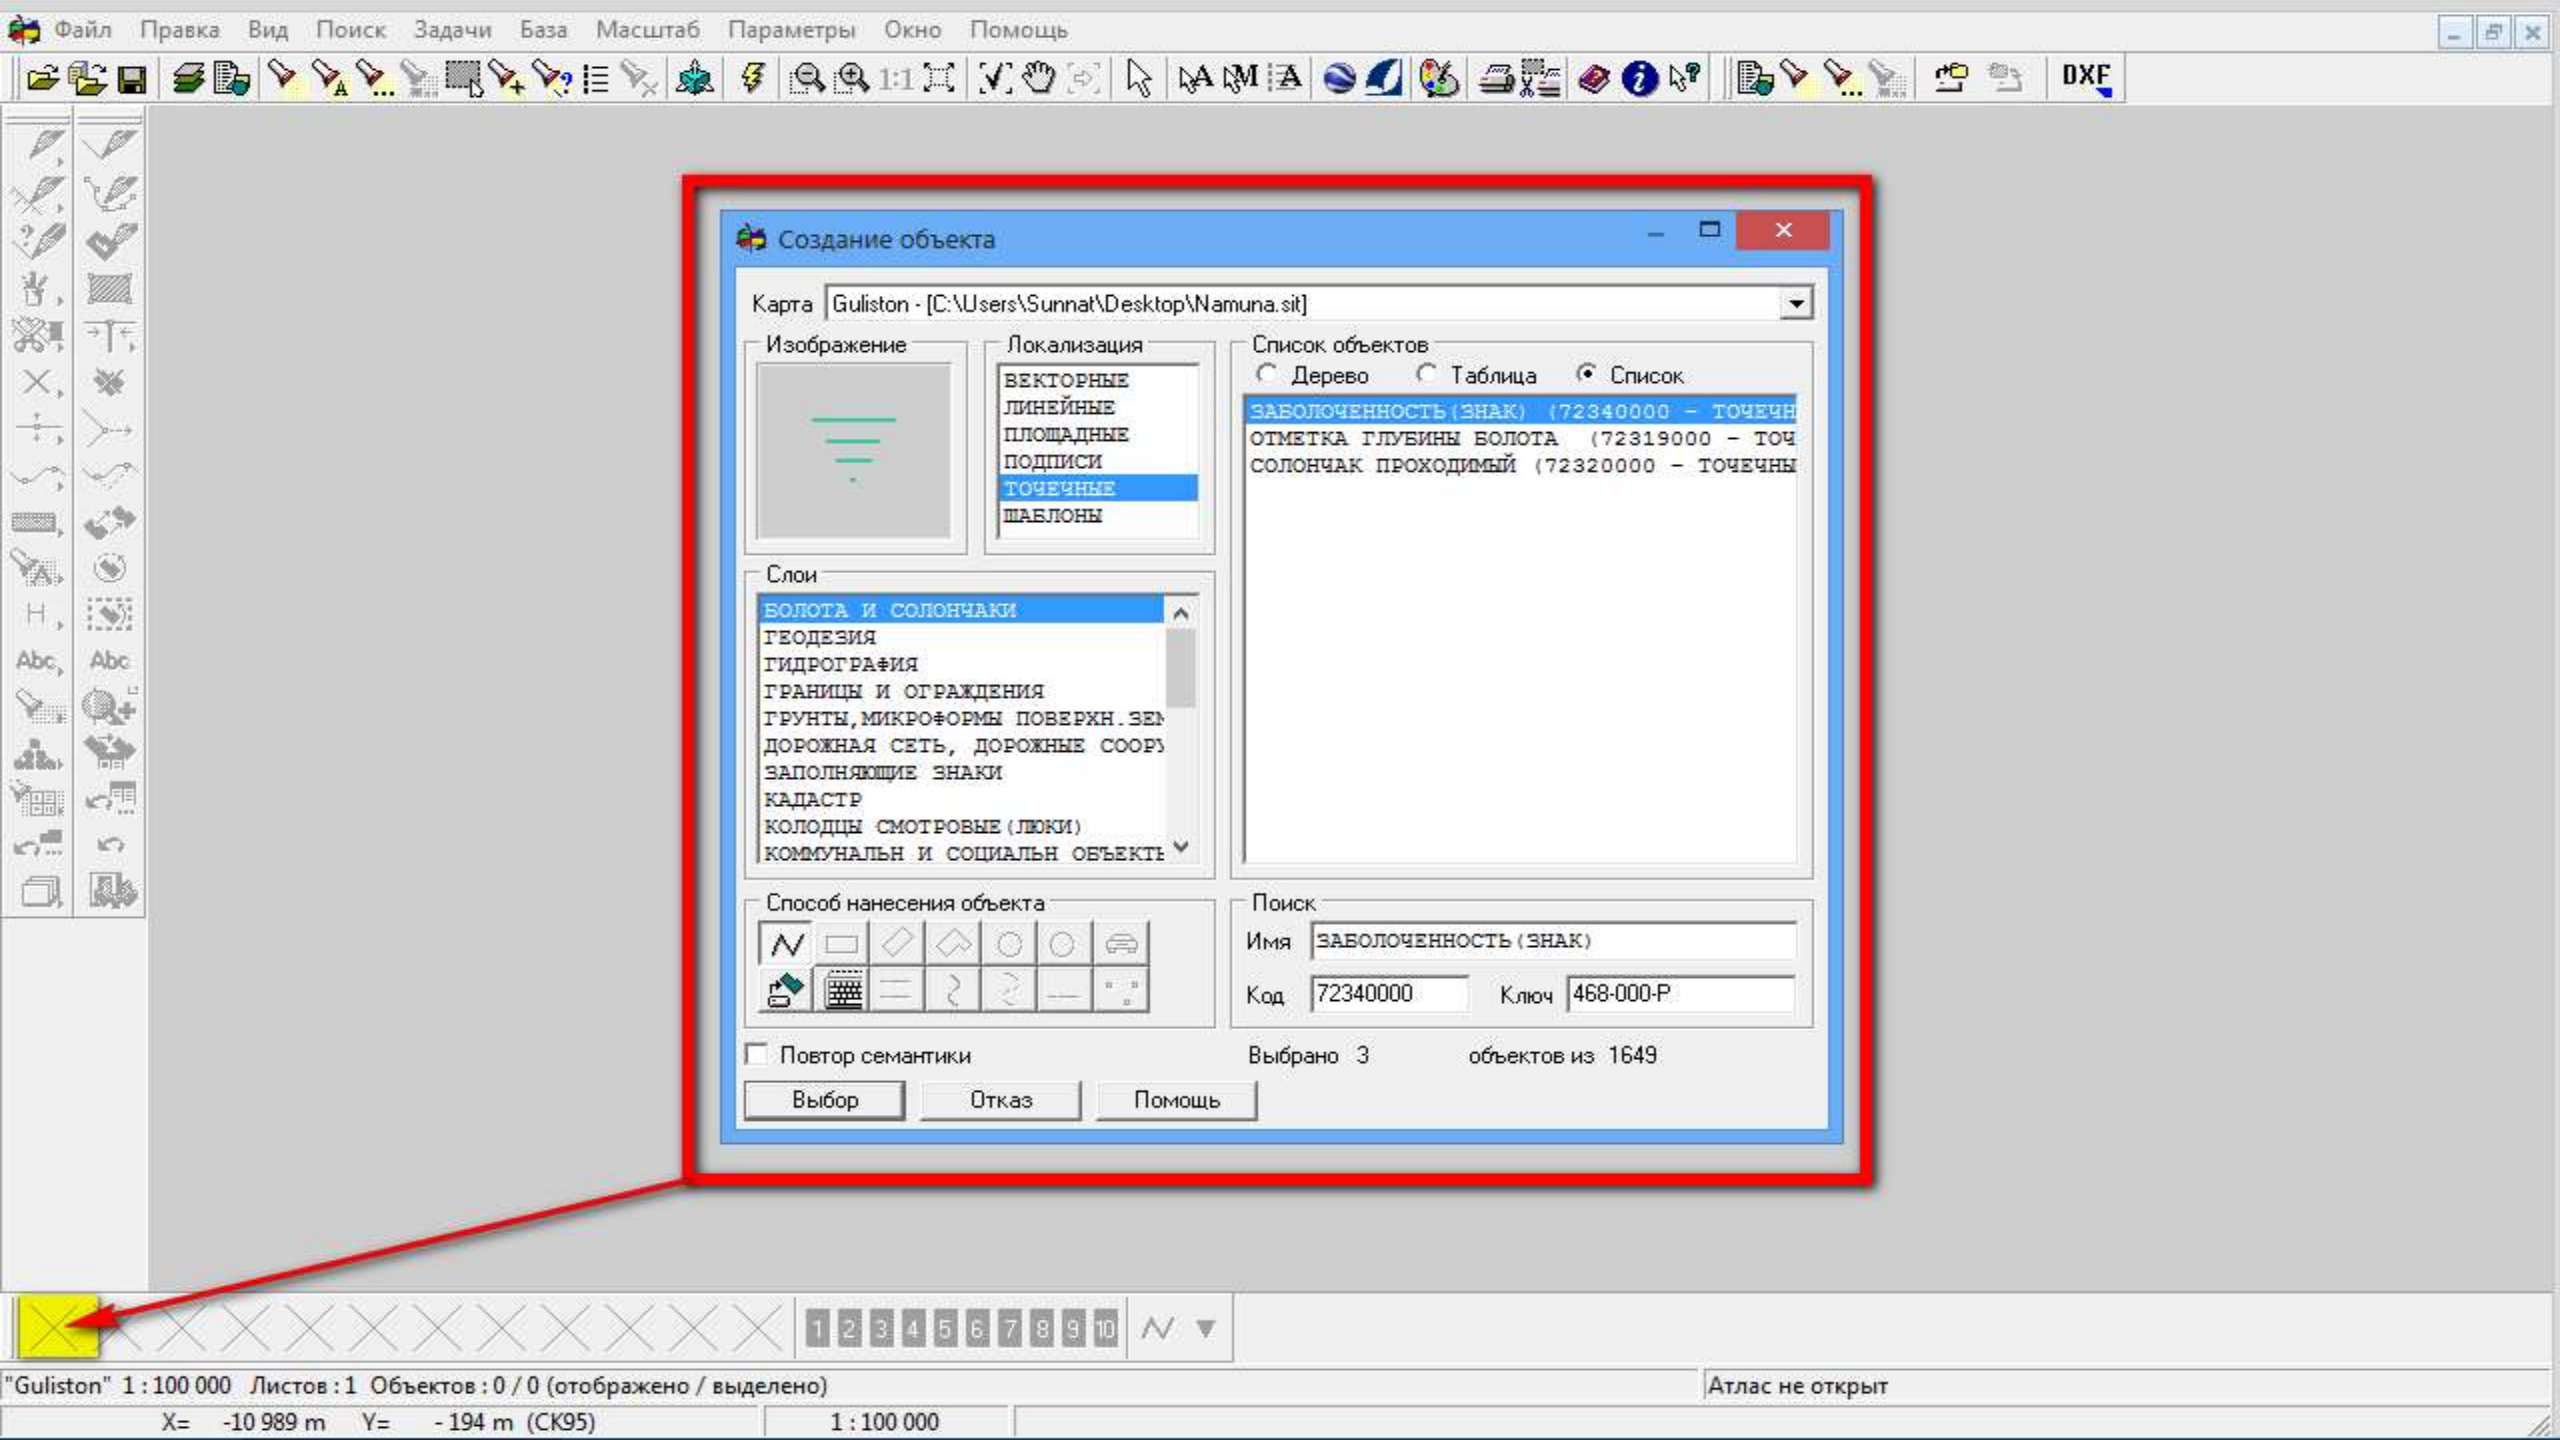 Файл Правка Вид Поиск Задачи База Масштаб Параметры Окно Помощь
1:1 A M A DXF
Создание объекта
Карта Guliston - [C:\Users\Sunnat\Desktop\Namuna.sit]
Изображение
Локализация
ВЕКТОРНЫЕ
ЛИНЕЙНЫЕ
ПЛОЩАДНЫЕ
ПОДПИСИ
ТОЧЕЧНЫЕ
ШАБЛОНЫ
Список объектов
Дерево Таблица Список
ЗАБОЛОЧЕННОСТЬ(ЗНАК) (72340000 - ТОЧЕЧН
ОТМЕТКА ГЛУБИНЫ БОЛОТА (72319000 - ТОЧ
СОЛОНЧАК ПРОХОДИМЫЙ (72320000 - ТОЧЕЧНЫ
Слои
БОЛОТА И СОЛОНЧАКИ
ГЕОДЕЗИЯ
ГИДРОГРАФИЯ
ГРАНИЦЫ И ОГРАЖДЕНИЯ
ГРУНТЫ,МИКРОФОРМЫ ПОВЕРХН.ЗЕМ
ДОРОЖНАЯ СЕТЬ, ДОРОЖНЫЕ СООРУ
ЗАПОЛНЯЮЩИЕ ЗНАКИ
КАДАСТР
КОЛОДЦЫ СМОТРОВЫЕ(ЛЮКИ)
КОММУНАЛЬН И СОЦИАЛЬН ОБЪЕКТЫ
Способ нанесения объекта
Поиск
Имя ЗАБОЛОЧЕННОСТЬ(ЗНАК)
Код 72340000 Ключ 468-000-P
Повтор семантики
Выбрано 3 объектов из 1649
Выбор Отказ Помощь
A
H
Abc Abc
1 2 3 4 5 6 7 8 9 10
"Guliston" 1 : 100 000 Листов : 1 Объектов : 0 / 0 (отображено / выделено) Атлас не открыт
X= -10 989 m Y= - 194 m (СК95) 1 : 100 000